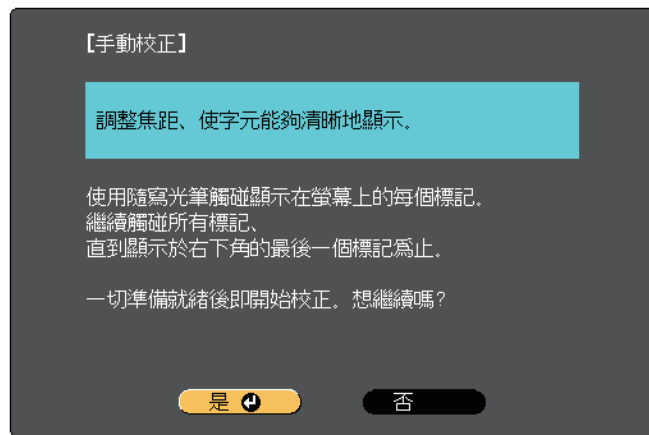 【手動校正】
調整焦距、使字元能夠清晰地顯示.
使用隨寫光筆觸碰顯示在螢幕上的每個標記.
繼續觸碰所有標記、
直到顯示於右下角的最後一個標記爲止.
一切準備就緒後即開始校正. 想繼續嗎?
是
否